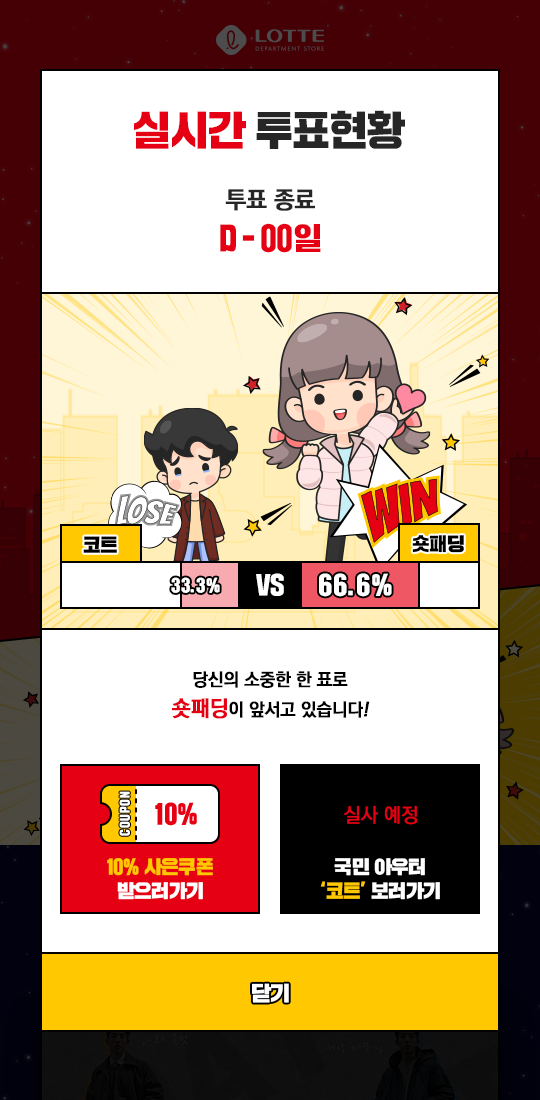 LOTTE
DEPARTMENT STORE
실시간 투표현황
투표 종료
D-00일
LOSE
WIN
코트
숏패딩
33.3% VS 66.6%
당신의 소중한 한 표로
숏패딩이 앞서고 있습니다!
COUPON
10%
10% 사은쿠폰
받으러가기
실사 예정
국민 아우터
‘코트’ 보러가기
닫기